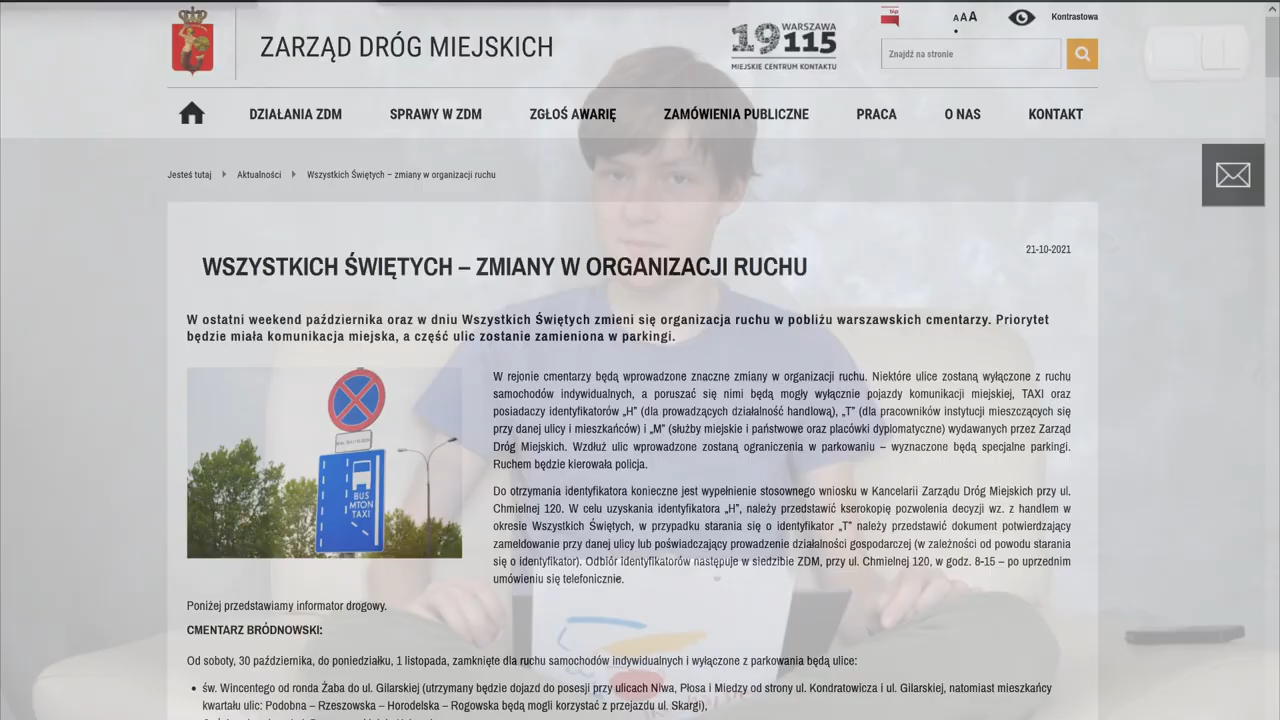 BIP
AAA
Kontrastowa
ZARZĄD DRÓG MIEJSKICH
WARSZAWA
19115
MIEJSKIE CENTRUM KONTAKTU
Znajdź na stronie
DZIAŁANIA ZDM SPRAWY W ZDM ZGŁOŚ AWARIĘ ZAMÓWIENIA PUBLICZNE PRACA O NAS KONTAKT
Jesteś tutaj Aktualności Wszystkich Świętych – zmiany w organizacji ruchu
21-10-2021
WSZYSTKICH ŚWIĘTYCH – ZMIANY W ORGANIZACJI RUCHU
W ostatni weekend października oraz w dniu Wszystkich Świętych zmieni się organizacja ruchu w pobliżu warszawskich cmentarzy. Priorytet
będzie miała komunikacja miejska, a część ulic zostanie zamieniona w parkingi.
BUS
MTON
TAXI
W rejonie cmentarzy będą wprowadzone znaczne zmiany w organizacji ruchu. Niektóre ulice zostaną wyłączone z ruchu
samochodów indywidualnych, a poruszać się nimi będą mogły wyłącznie pojazdy komunikacji miejskiej, TAXI oraz
posiadaczy identyfikatorów „H” (dla prowadzących działalność handlową), „T” (dla pracowników instytucji mieszczących się
przy danej ulicy i mieszkańców) i „M” (służby miejskie i państwowe oraz placówki dyplomatyczne) wydawanych przez Zarząd
Dróg Miejskich. Wzdłuż ulic wprowadzone zostaną ograniczenia w parkowaniu – wyznaczone będą specjalne parkingi.
Ruchem będzie kierowała policja.
Do otrzymania identyfikatora konieczne jest wypełnienie stosownego wniosku w Kancelarii Zarządu Dróg Miejskich przy ul.
Chmielnej 120. W celu uzyskania identyfikatora „H”, należy przedstawić kserokopię pozwolenia decyzji wz. z handlem w
okresie Wszystkich Świętych, w przypadku starania się o identyfikator „T” należy przedstawić dokument potwierdzający
zameldowanie przy danej ulicy lub poświadczający prowadzenie działalności gospodarczej (w zależności od powodu starania
się o identyfikator). Odbiór identyfikatorów następuje w siedzibie ZDM, przy ul. Chmielnej 120, w godz. 8-15 – po uprzednim
umówieniu się telefonicznie.
Poniżej przedstawiamy informator drogowy.
CMENTARZ BRÓDNOWSKI:
Od soboty, 30 października, do poniedziałku, 1 listopada, zamknięte dla ruchu samochodów indywidualnych i wyłączone z parkowania będą ulice:
• św. Wincentego od ronda Żaba do ul. Gilarskiej (utrzymany będzie dojazd do posesji przy ulicach Niwa, Płosa i Miedzy od strony ul. Kondratowicza i ul. Gilarskiej, natomiast mieszkańcy
kwartału ulic: Podobna – Rzeszowska – Horodelska – Rogowska będą mogli korzystać z przejazdu ul. Skargi),